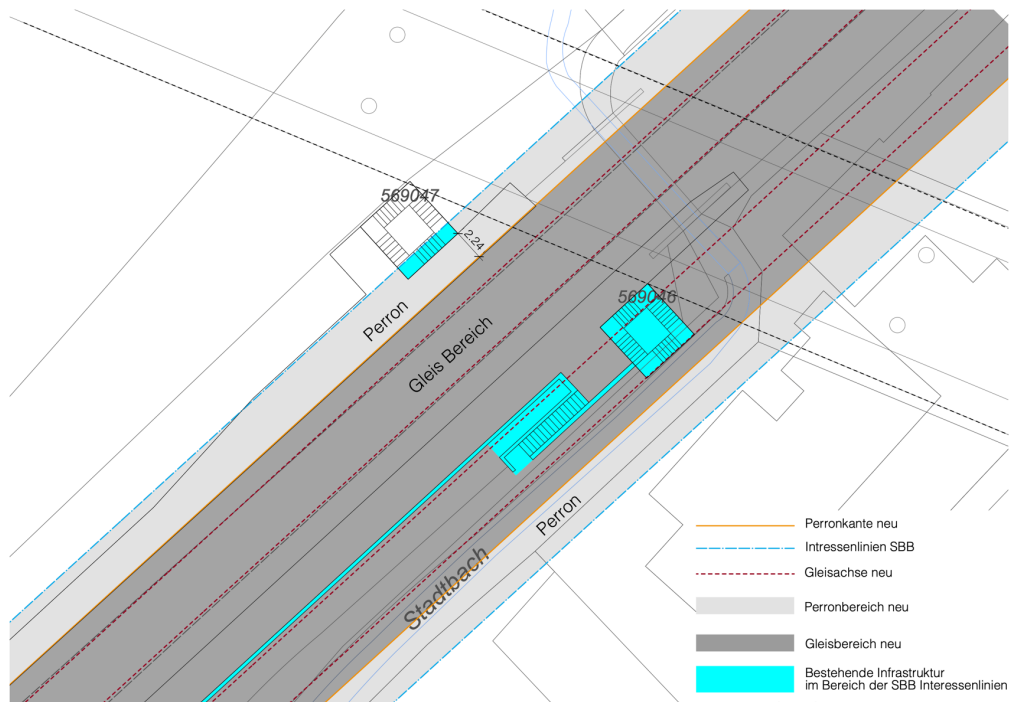 569047
2.24
Perron
Gleis Bereich
569046
Perron
Stadtbach
Perronkante neu
Intressenlinien SBB
Gleisachse neu
Perronbereich neu
Gleisbereich neu
Bestehende Infrastruktur
im Bereich der SBB Interessenlinien